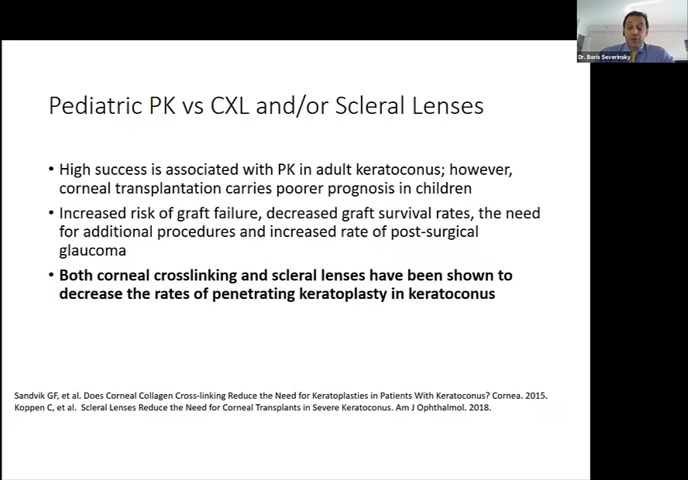 Dr. Boris Severinsky
Pediatric PK vs CXL and/or Scleral Lenses
• High success is associated with PK in adult keratoconus; however,
corneal transplantation carries poorer prognosis in children
• Increased risk of graft failure, decreased graft survival rates, the need
for additional procedures and increased rate of post-surgical
glaucoma
• Both corneal crosslinking and scleral lenses have been shown to
decrease the rates of penetrating keratoplasty in keratoconus
Sandvik GF, et al. Does Corneal Collagen Cross-linking Reduce the Need for Keratoplasties in Patients With Keratoconus? Cornea. 2015.
Koppen C, et al. Scleral Lenses Reduce the Need for Corneal Transplants in Severe Keratoconus. Am J Ophthalmol. 2018.